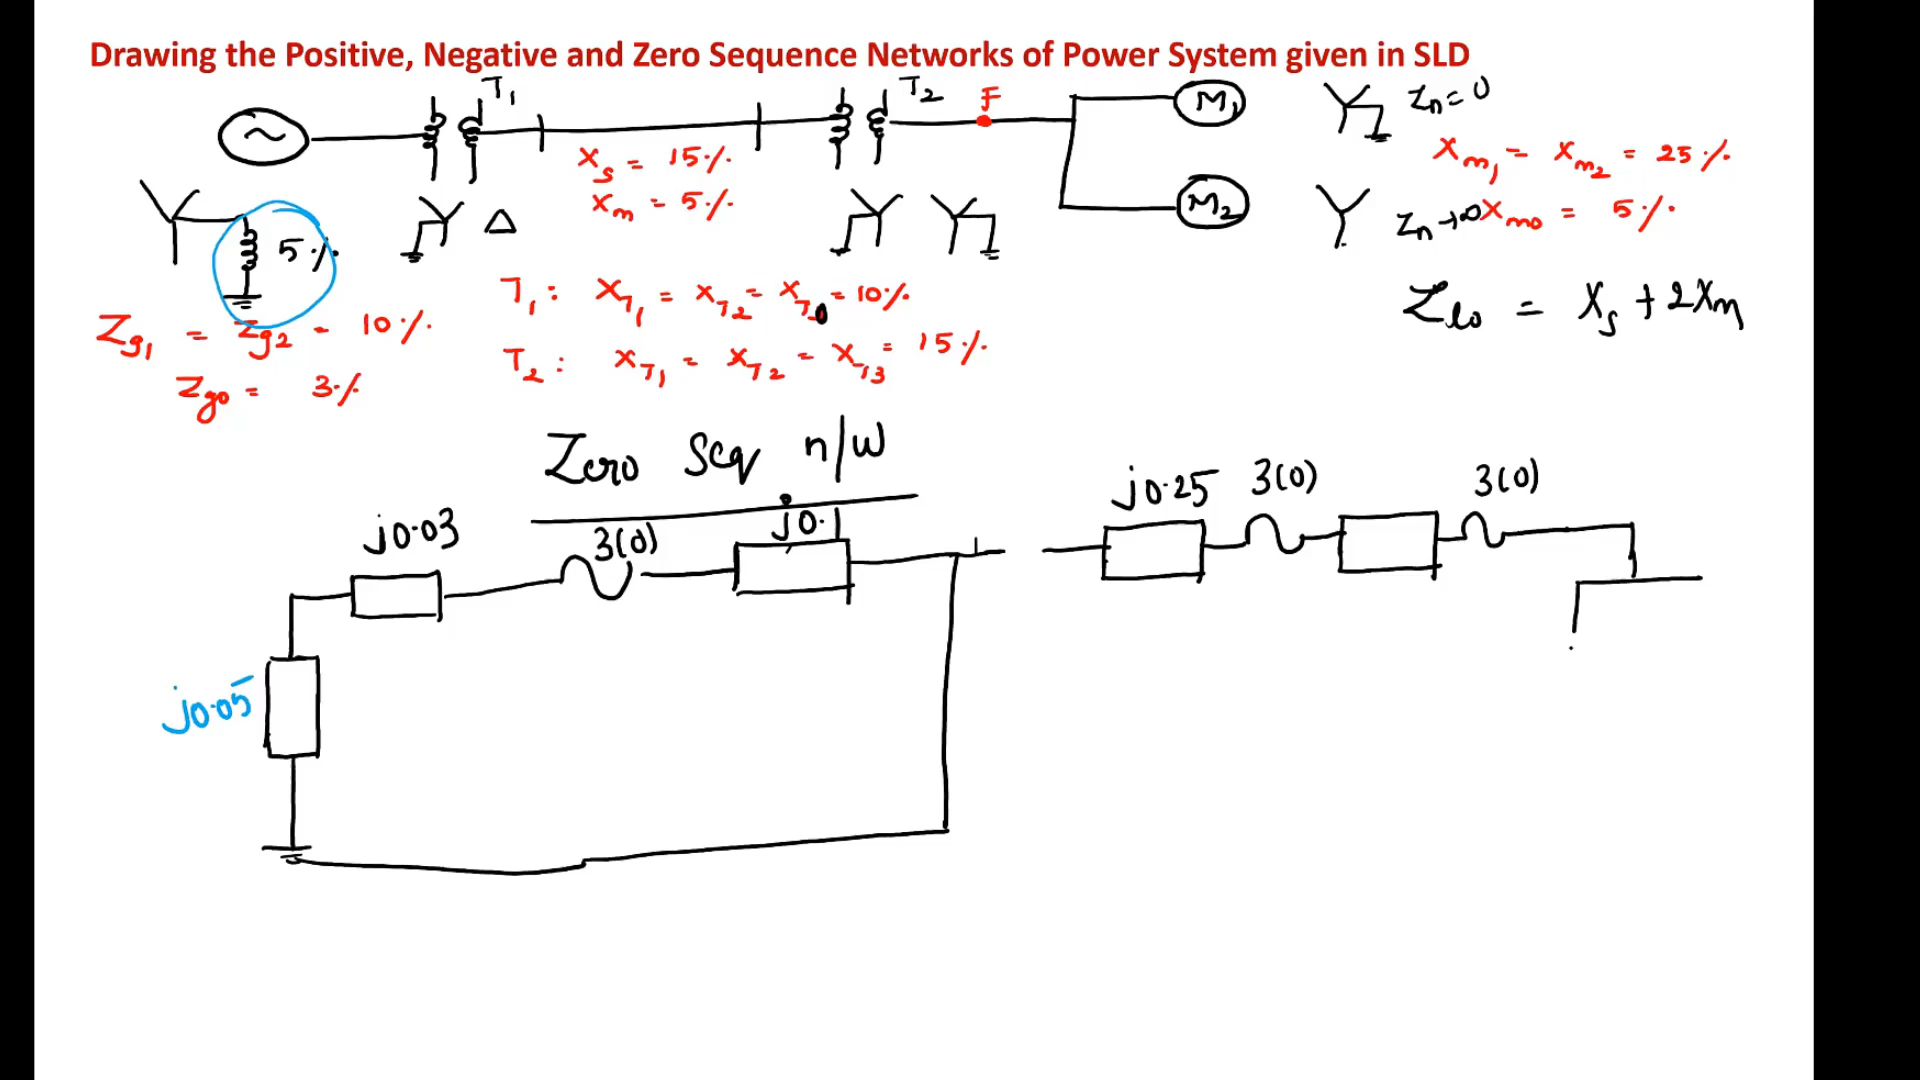 Drawing the Positive, Negative and Zero Sequence Networks of Power System given in SLD
T1 T2 F M1 Zn = 0
Xs = 15%
Xm1 = Xm2 = 25%
Xm = 5%
M2 Zn→∞ Xm0 = 5%
5% Δ
T1: XT1 = XT2 = XT0 = 10%
Zl0 = Xs + 2Xm
Zg1 = Zg2 = 10%
T2: XT1 = XT2 = XT3 = 15%
Zg0 = 3%
Zero Seq n/w
j0.03 3(0) j0.1 j0.25 3(0) 3(0)
j0.05